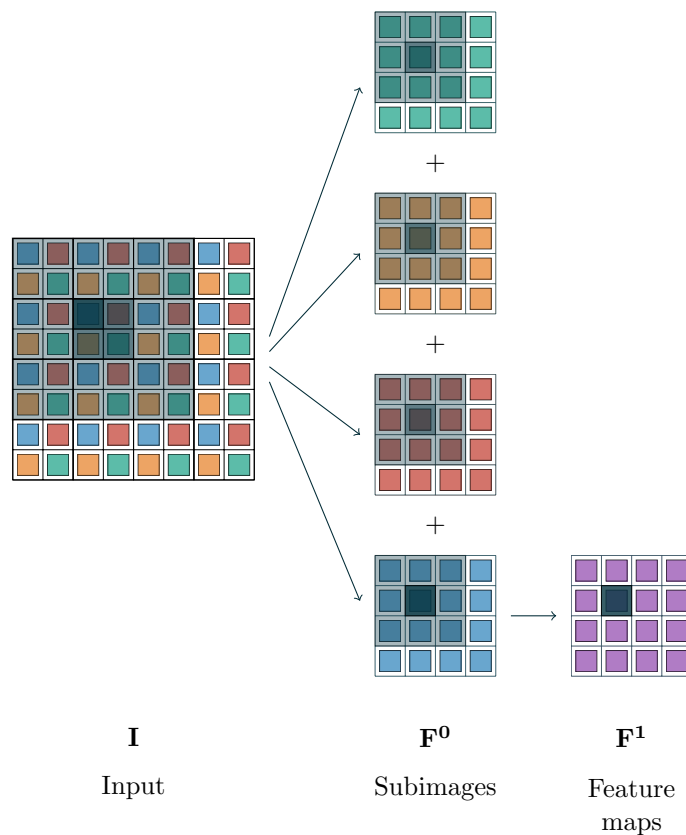 +
+
+
I
F⁰
F¹
Input
Subimages
Feature
maps